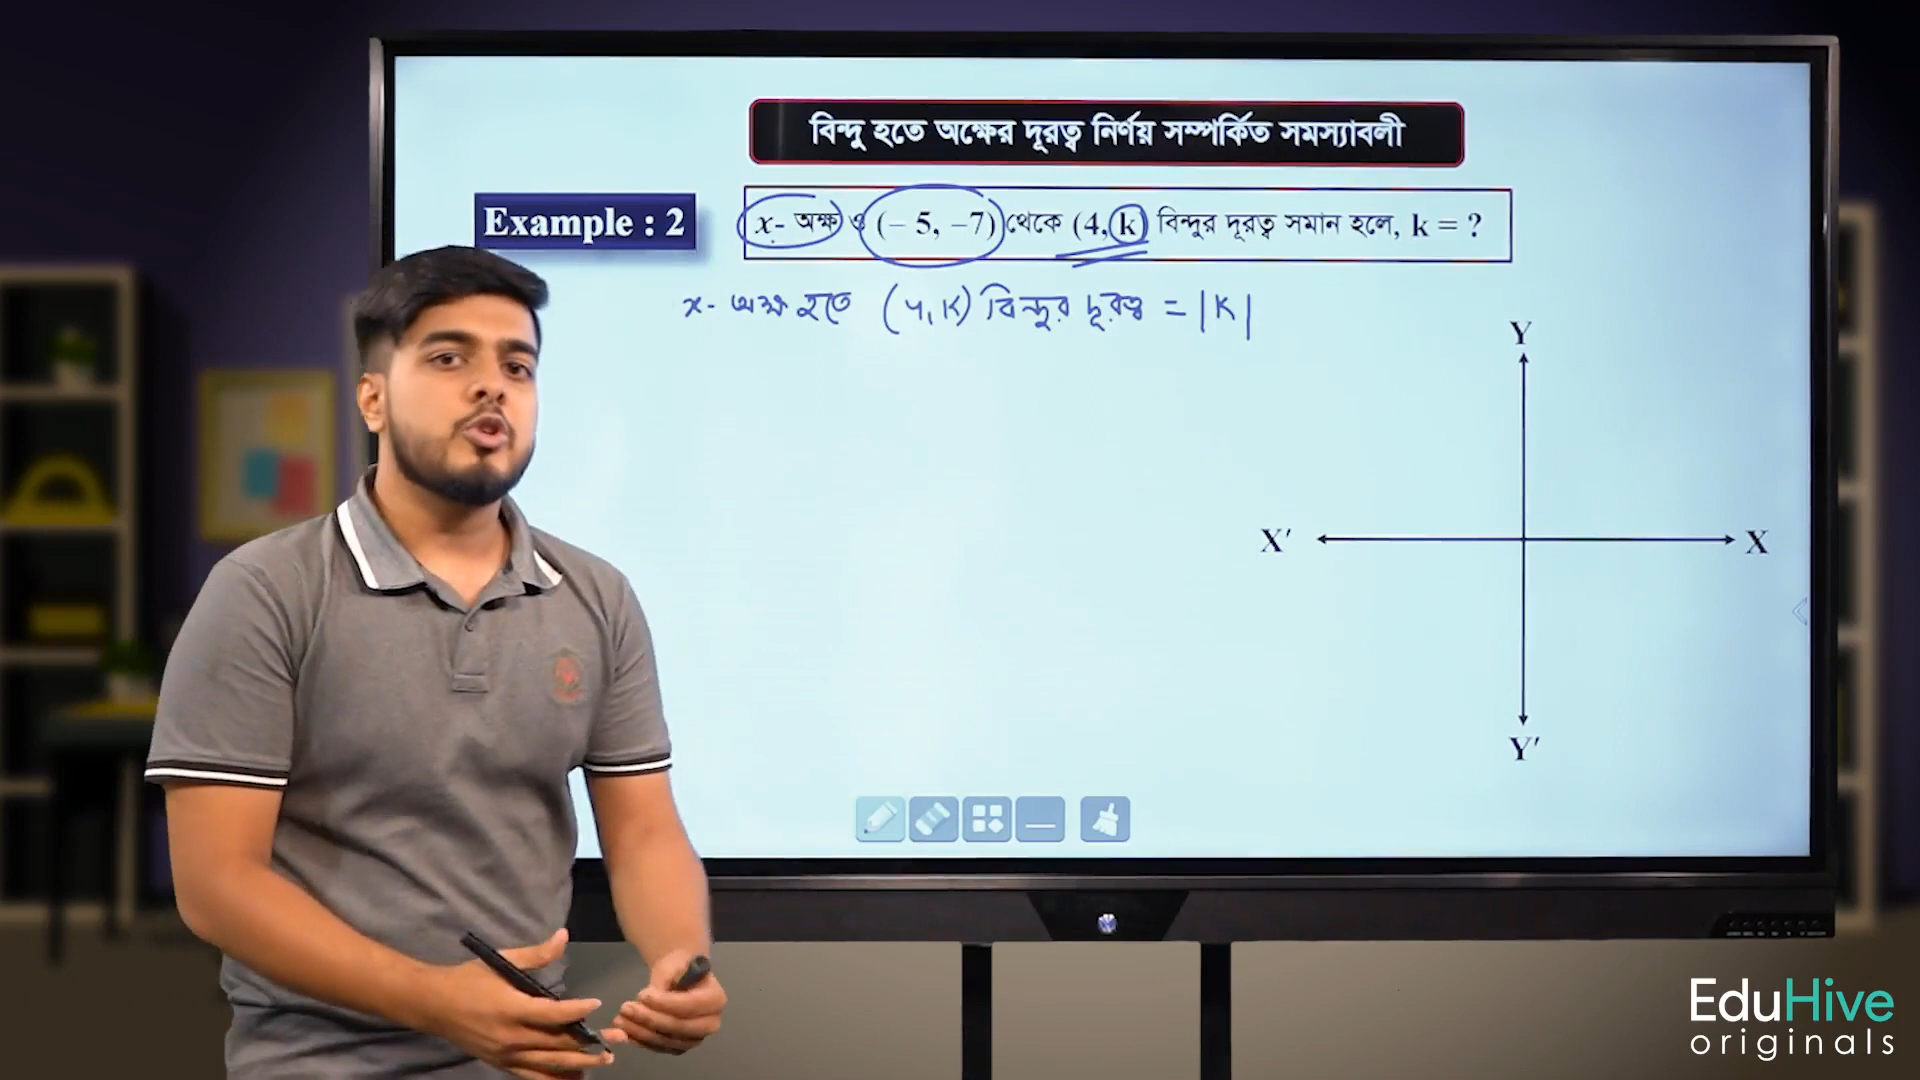 বিন্দু হতে অক্ষের দূরত্ব নির্ণয় সম্পর্কিত সমস্যাবলী
Example : 2
x- অক্ষ ও (– 5, –7) থেকে (4, k) বিন্দুর দূরত্ব সমান হলে, k = ?
x- অক্ষ হতে (4, K) বিন্দুর দূরত্ব = |K|
Y
X′ X
Y′
EduHive
originals